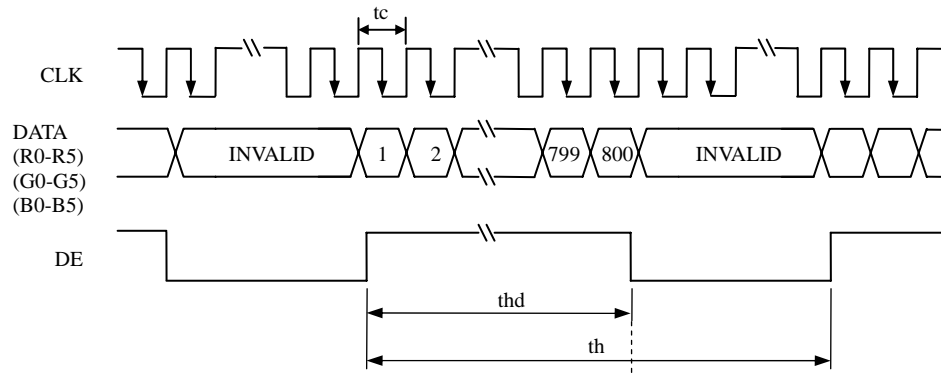 tc
CLK
DATA
(R0-R5)
(G0-G5)
(B0-B5)
INVALID 1 2 799 800 INVALID
DE
thd
th